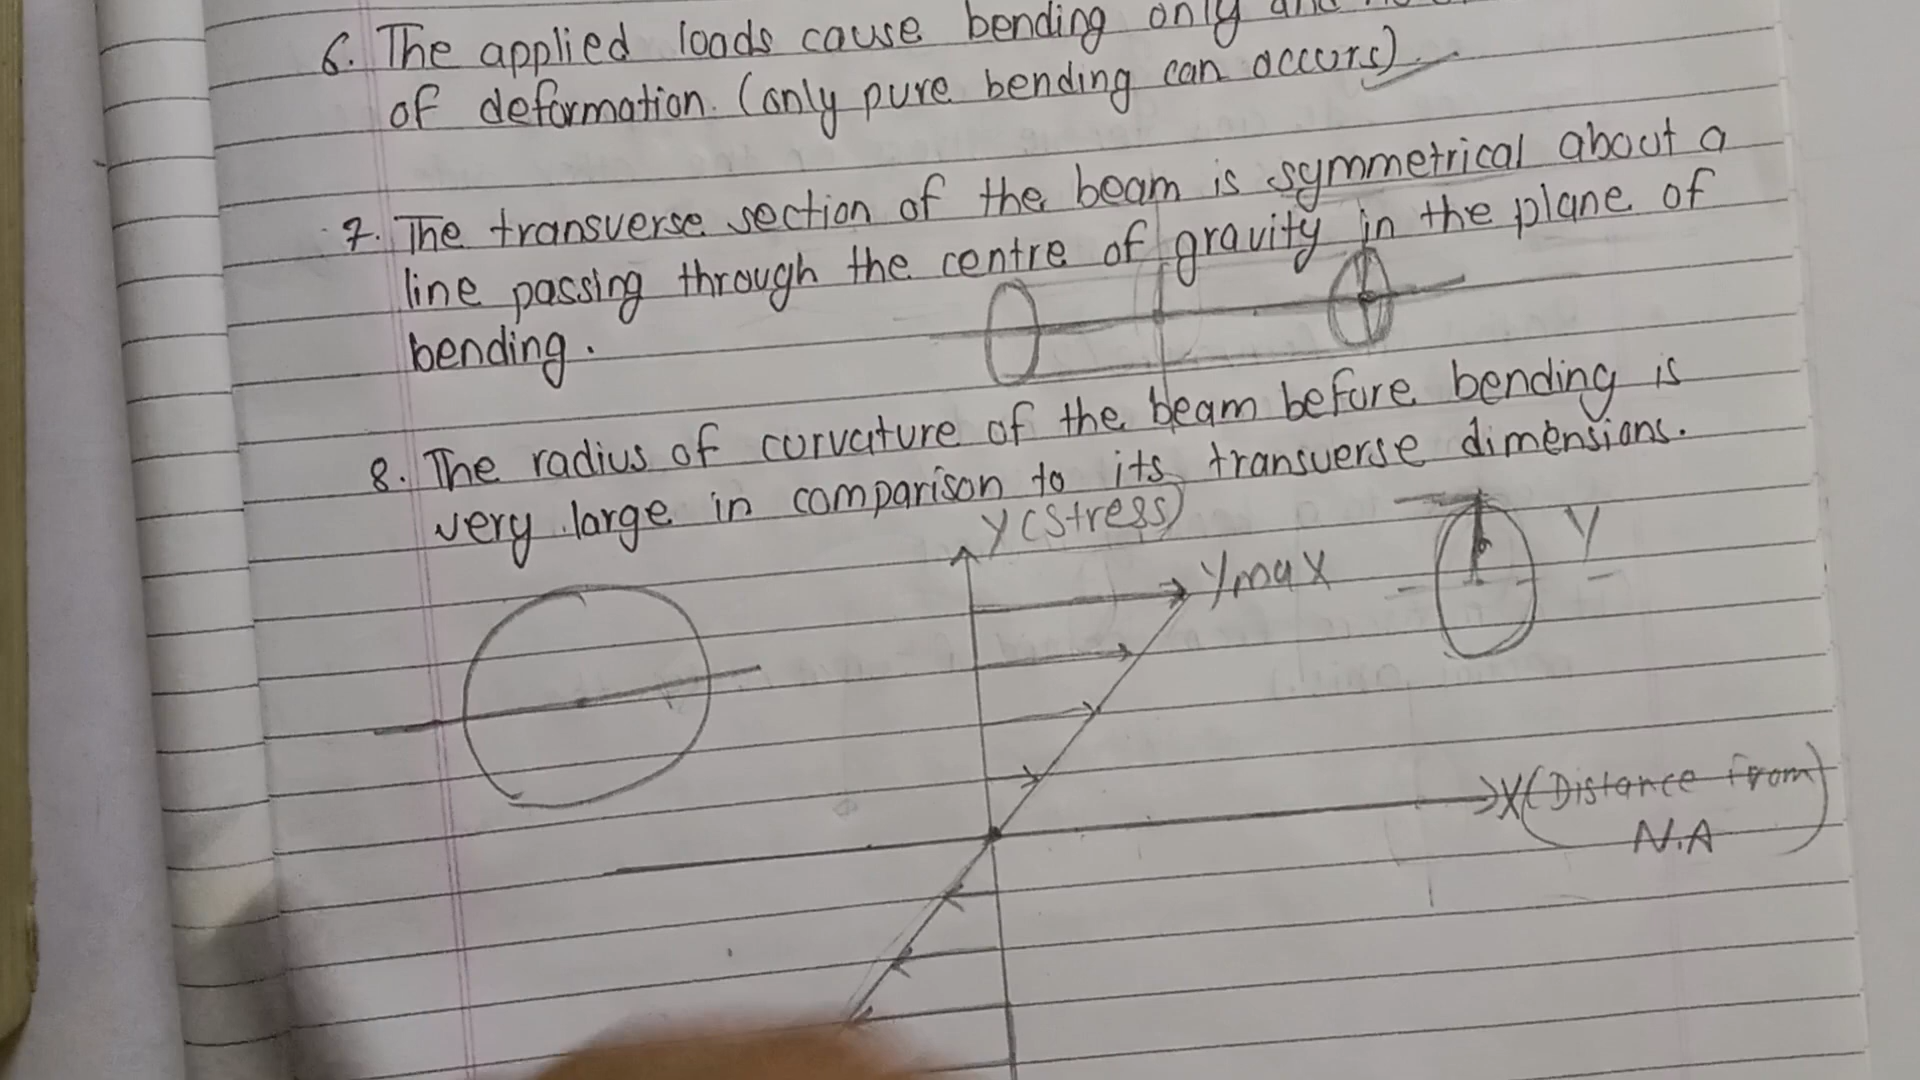 6. The applied loads cause bending only and
of deformation. (only pure bending can occurs).
7. The transverse section of the beam is symmetrical about a
line passing through the centre of gravity in the plane of
bending.
8. The radius of curvature of the beam before bending is
very large in comparison to its transverse dimensions.
Y (Stress)
Ymax
Y
X (Distance from)
N.A